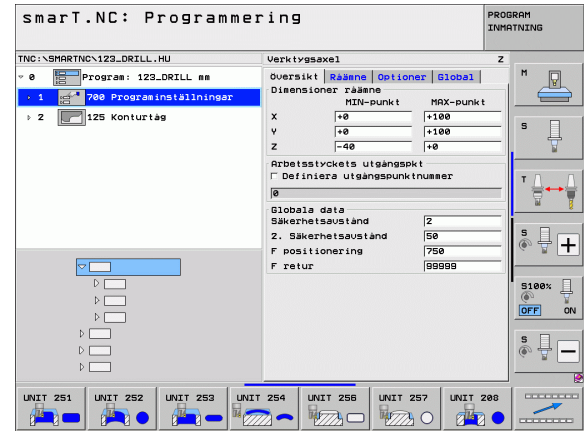 smarT.NC: Programmering
PROGRAM
INMATNING
TNC:\SMARTNC\123_DRILL.HU
0 Program: 123_DRILL mm
1 700 Programinställningar
2 125 Konturtåg
Verktygsaxel Z
Översikt Råämne Optioner Global
Dimensioner råämne
MIN-punkt MAX-punkt
X +0 +100
Y +0 +100
Z -40 +0
Arbetsstyckets utgångspkt
Definiera utgångspunktnummer
0
Globala data
Säkerhetsavstånd 2
2. Säkerhetsavstånd 50
F positionering 750
F retur 99999
M
S
T
S
S100%
OFF ON
S
UNIT 251 UNIT 252 UNIT 253 UNIT 254 UNIT 256 UNIT 257 UNIT 208